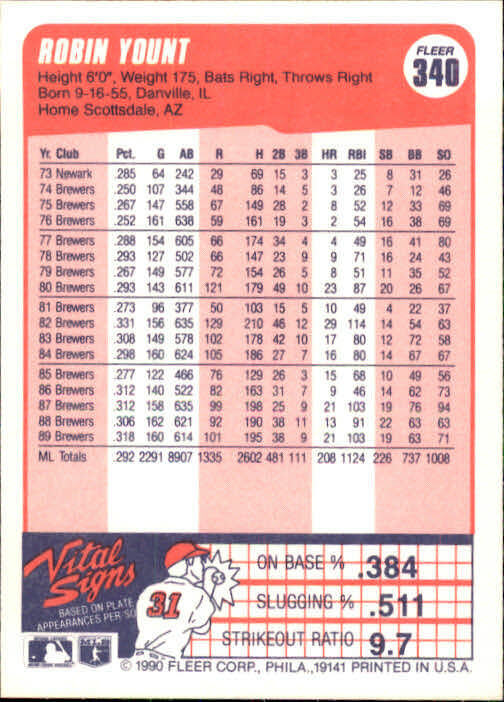 ROBIN YOUNT
FLEER
340
Height 6'0", Weight 175, Bats Right, Throws Right
Born 9-16-55, Danville, IL
Home Scottsdale, AZ
Yr. Club Pct. G AB R H 2B 3B HR RBI SB BB SO
73 Newark .285 64 242 29 69 15 3 3 25 8 31 26
74 Brewers .250 107 344 48 86 14 5 3 26 7 12 46
75 Brewers .267 147 558 67 149 28 2 8 52 12 33 69
76 Brewers .252 161 638 59 161 19 3 2 54 16 38 69
77 Brewers .288 154 605 66 174 34 4 4 49 16 41 80
78 Brewers .293 127 502 66 147 23 9 9 71 16 24 43
79 Brewers .267 149 577 72 154 26 5 8 51 11 35 52
80 Brewers .293 143 611 121 179 49 10 23 87 20 26 67
81 Brewers .273 96 377 50 103 15 5 10 49 4 22 37
82 Brewers .331 156 635 129 210 46 12 29 114 14 54 63
83 Brewers .308 149 578 102 178 42 10 17 80 12 72 58
84 Brewers .298 160 624 105 186 27 7 16 80 14 67 67
85 Brewers .277 122 466 76 129 26 3 15 68 10 49 56
86 Brewers .312 140 522 82 163 31 7 9 46 14 62 73
87 Brewers .312 158 635 99 198 25 9 21 103 19 76 94
88 Brewers .306 162 621 92 190 38 11 13 91 22 63 63
89 Brewers .318 160 614 101 195 38 9 21 103 19 63 71
ML Totals .292 2291 8907 1335 2602 481 111 208 1124 226 737 1008
Vital
Signs
BASED ON PLATE
APPEARANCES PER SO
31
ON BASE % .384
SLUGGING % .511
STRIKEOUT RATIO 9.7
© 1990 FLEER CORP., PHILA., 19141 PRINTED IN U.S.A.